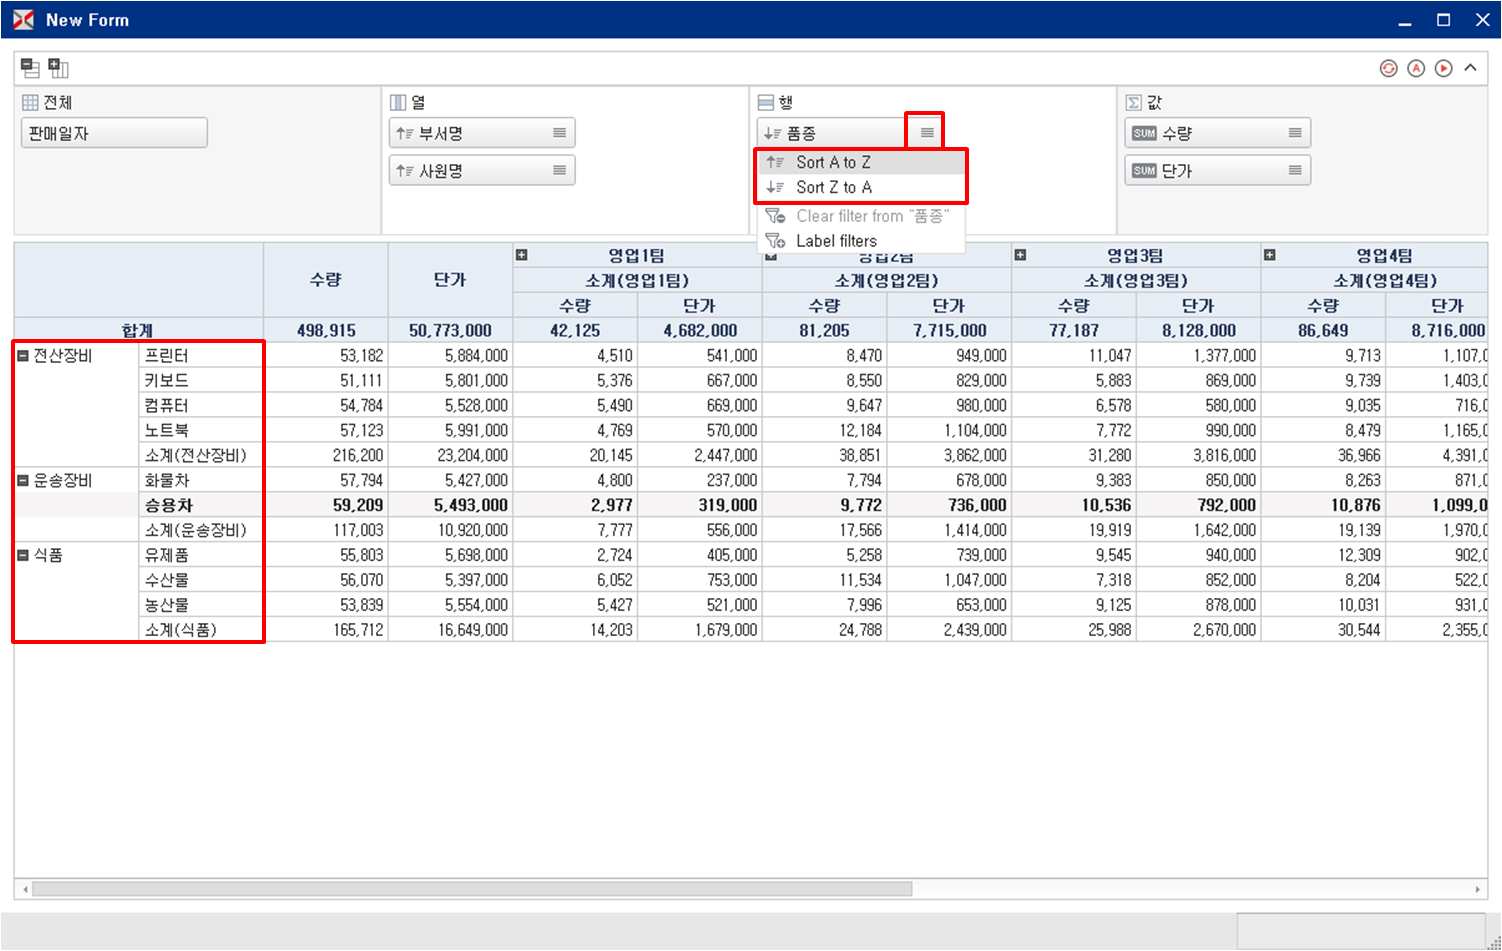 New Form
전체
열
행
값
판매일자
부서명
품종
SUM 수량
사원명
SUM 단가
Sort A to Z
Sort Z to A
Clear filter from "품종"
Label filters
수량 단가 영업1팀 영업2팀 영업3팀 영업4팀
소계(영업1팀) 소계(영업2팀) 소계(영업3팀) 소계(영업4팀)
수량 단가 수량 단가 수량 단가 수량 단가
합계 498,915 50,773,000 42,125 4,682,000 81,205 7,715,000 77,187 8,128,000 86,649 8,716,000
전산장비 프린터 53,182 5,884,000 4,510 541,000 8,470 949,000 11,047 1,377,000 9,713 1,107,0
키보드 51,111 5,801,000 5,376 667,000 8,550 829,000 5,883 869,000 9,739 1,403,0
컴퓨터 54,784 5,528,000 5,490 669,000 9,647 980,000 6,578 580,000 9,035 716,0
노트북 57,123 5,991,000 4,769 570,000 12,184 1,104,000 7,772 990,000 8,479 1,165,0
소계(전산장비) 216,200 23,204,000 20,145 2,447,000 38,851 3,862,000 31,280 3,816,000 36,966 4,391,0
운송장비 화물차 57,794 5,427,000 4,800 237,000 7,794 678,000 9,383 850,000 8,263 871,0
승용차 59,209 5,493,000 2,977 319,000 9,772 736,000 10,536 792,000 10,876 1,099,0
소계(운송장비) 117,003 10,920,000 7,777 556,000 17,566 1,414,000 19,919 1,642,000 19,139 1,970,0
식품 유제품 55,803 5,698,000 2,724 405,000 5,258 739,000 9,545 940,000 12,309 902,0
수산물 56,070 5,397,000 6,052 753,000 11,534 1,047,000 7,318 852,000 8,204 522,0
농산물 53,839 5,554,000 5,427 521,000 7,996 653,000 9,125 878,000 10,031 931,0
소계(식품) 165,712 16,649,000 14,203 1,679,000 24,788 2,439,000 25,988 2,670,000 30,544 2,355,0